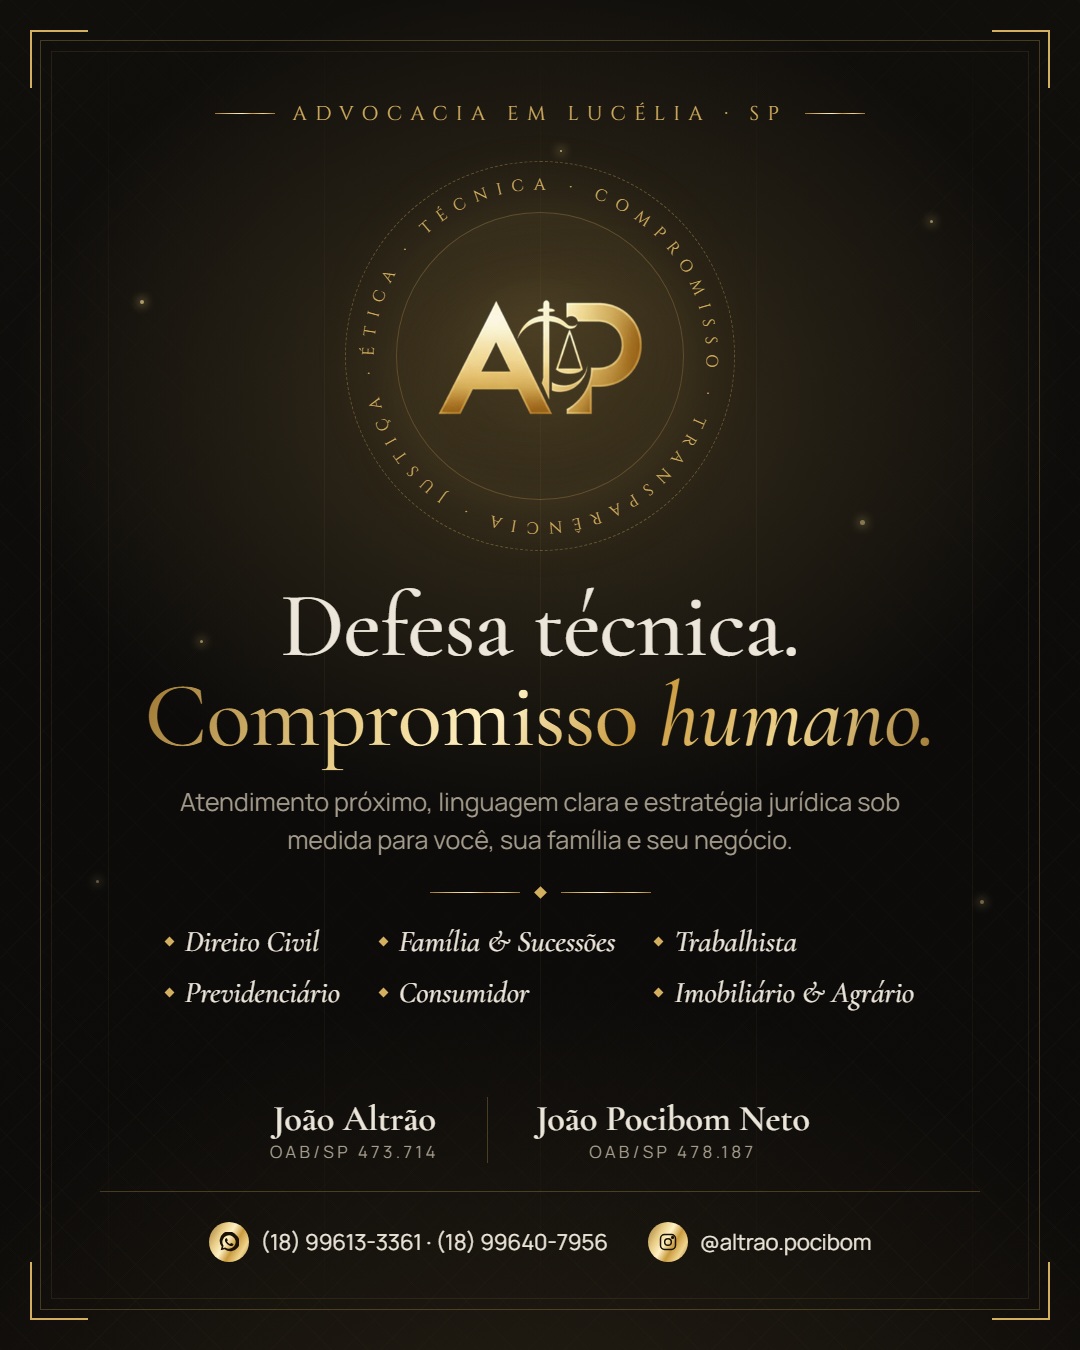 ADVOCACIA EM LUCÉLIA · SP
ÉTICA · TÉCNICA · COMPROMISSO · TRANSPARÊNCIA · JUSTIÇA ·
AP
Defesa técnica.
Compromisso humano.
Atendimento próximo, linguagem clara e estratégia jurídica sob
medida para você, sua família e seu negócio.
Direito Civil Família & Sucessões Trabalhista
Previdenciário Consumidor Imobiliário & Agrário
João Altrão João Pocibom Neto
OAB/SP 473.714 OAB/SP 478.187
(18) 99613-3361 · (18) 99640-7956 @altrao.pocibom